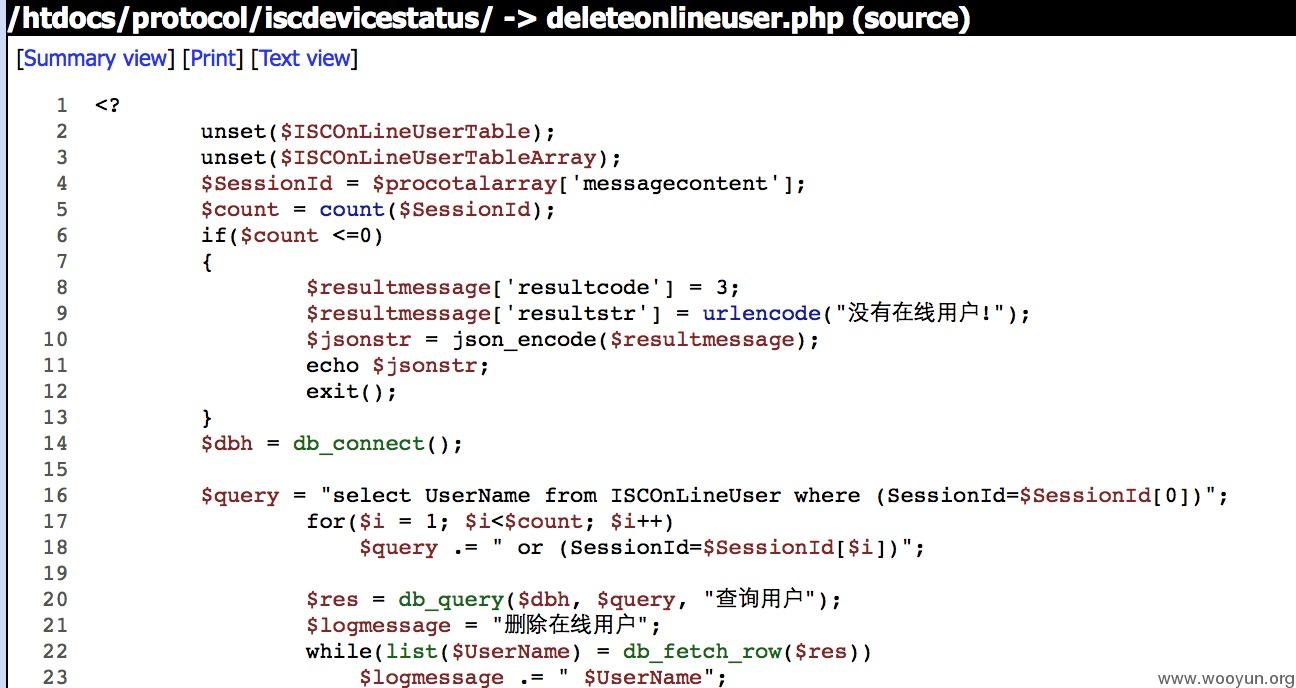 /htdocs/protocol/iscdevicestatus/ -> deleteonlineuser.php (source)
[Summary view] [Print] [Text view]
1 <?
2 unset($ISCOnLineUserTable);
3 unset($ISCOnLineUserTableArray);
4 $SessionId = $procotalarray['messagecontent'];
5 $count = count($SessionId);
6 if($count <=0)
7 {
8 $resultmessage['resultcode'] = 3;
9 $resultmessage['resultstr'] = urlencode("没有在线用户!");
10 $jsonstr = json_encode($resultmessage);
11 echo $jsonstr;
12 exit();
13 }
14 $dbh = db_connect();
15
16 $query = "select UserName from ISCOnLineUser where (SessionId=$SessionId[0])";
17 for($i = 1; $i<$count; $i++)
18 $query .= " or (SessionId=$SessionId[$i])";
19
20 $res = db_query($dbh, $query, "查询用户");
21 $logmessage = "删除在线用户";
22 while(list($UserName) = db_fetch_row($res))
23 $logmessage .= " $UserName";
www.wooyun.org